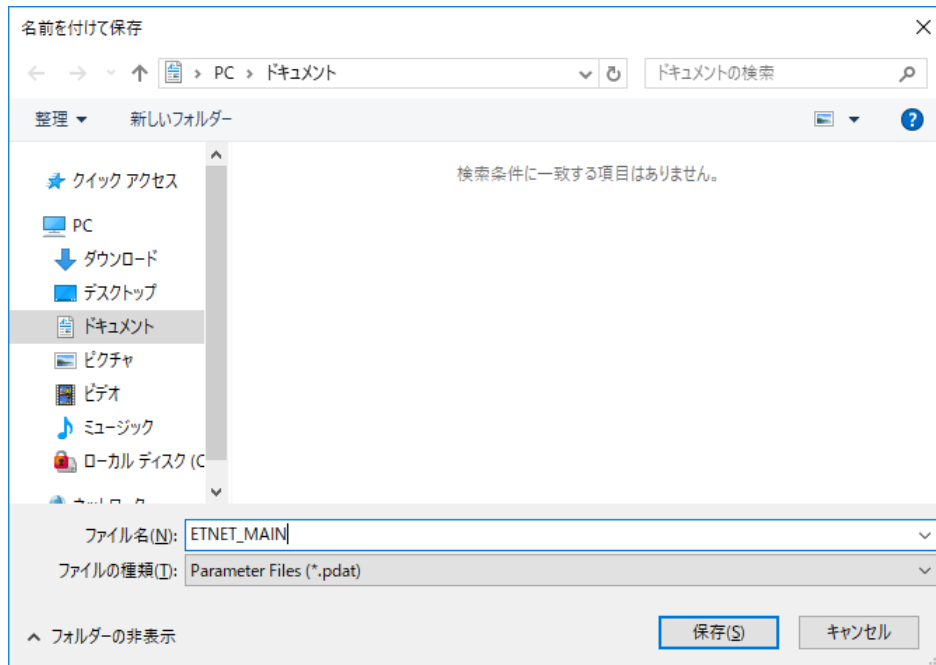 名前を付けて保存
PC > ドキュメント
ドキュメントの検索
整理
新しいフォルダー
検索条件に一致する項目はありません。
クイック アクセス
PC
ダウンロード
デスクトップ
ドキュメント
ピクチャ
ビデオ
ミュージック
ローカル ディスク (C
ファイル名(N): ETNET_MAIN
ファイルの種類(T): Parameter Files (*.pdat)
フォルダーの非表示
保存(S)
キャンセル